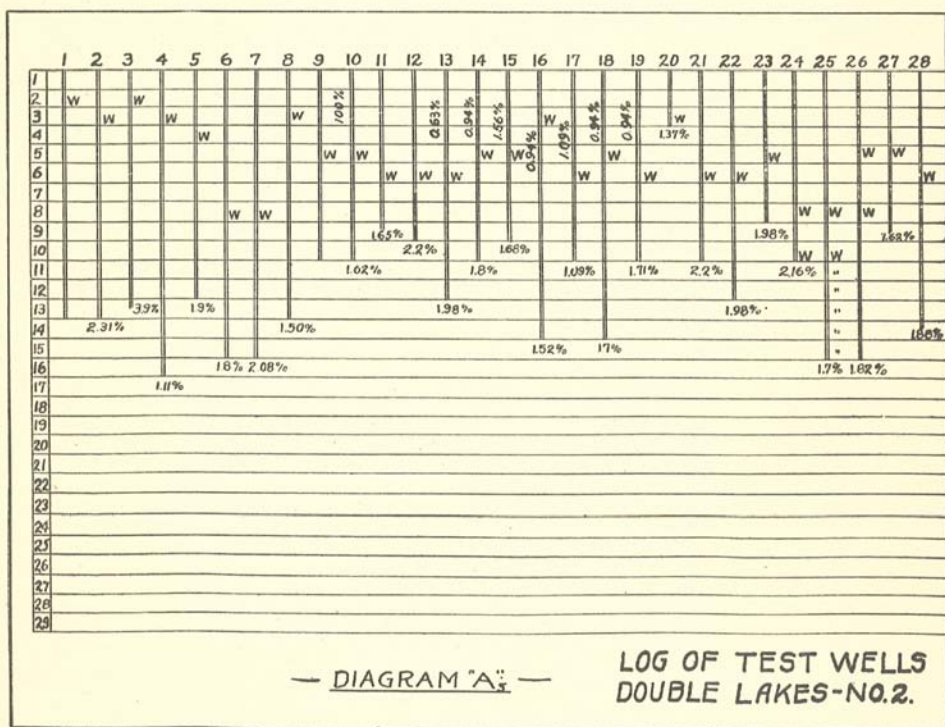 1 2 3 4 5 6 7 8 9 10 11 12 13 14 15 16 17 18 19 20 21 22 23 24 25 26 27 28
1
2 W W
3 W W W W W
4 W 1.37%
5 W W W W W W W W
6 W W W W W W W W
7
8 W W W W W
9 1.65% 1.98% 7.62%
10 2.2% 1.68% W W
11 1.02% 1.8% 1.09% 1.71% 2.2% 2.16% "
12 "
13 3.9% 1.9% 1.98% 1.98% "
14 2.31% 1.50% 1.88% "
15 1.52% 17% "
16 1.8% 2.08% 1.7% 1.82%
17 1.11%
18
19
20
21
22
23
24
25
26
27
28
29
100%
0.63%
0.94%
1.56%
0.94%
1.09%
0.94%
0.94%
— DIAGRAM "A" —
LOG OF TEST WELLS
DOUBLE LAKES-NO.2.